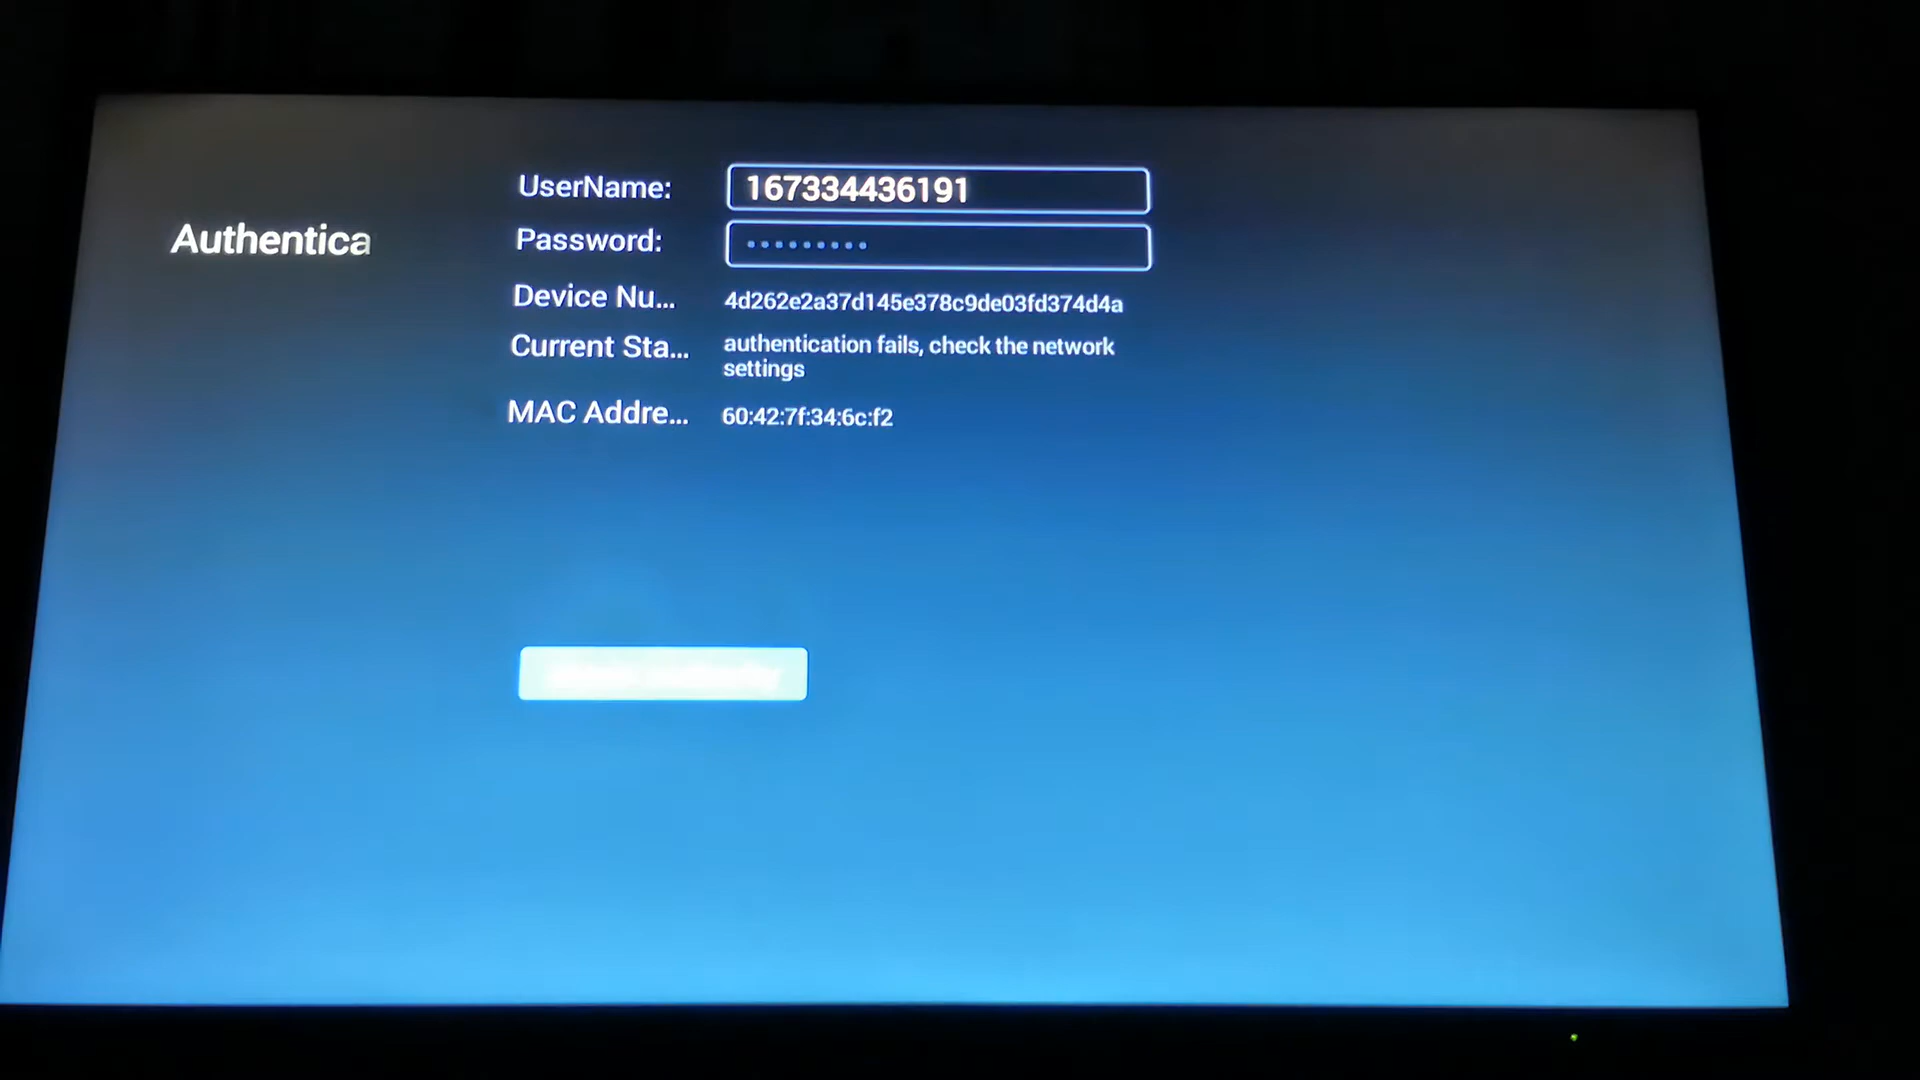 UserName: 167334436191
Authentica
Password: •••••••••
Device Nu... 4d262e2a37d145e378c9de03fd374d4a
Current Sta... authentication fails, check the network
settings
MAC Addre... 60:42:7f:34:6c:f2